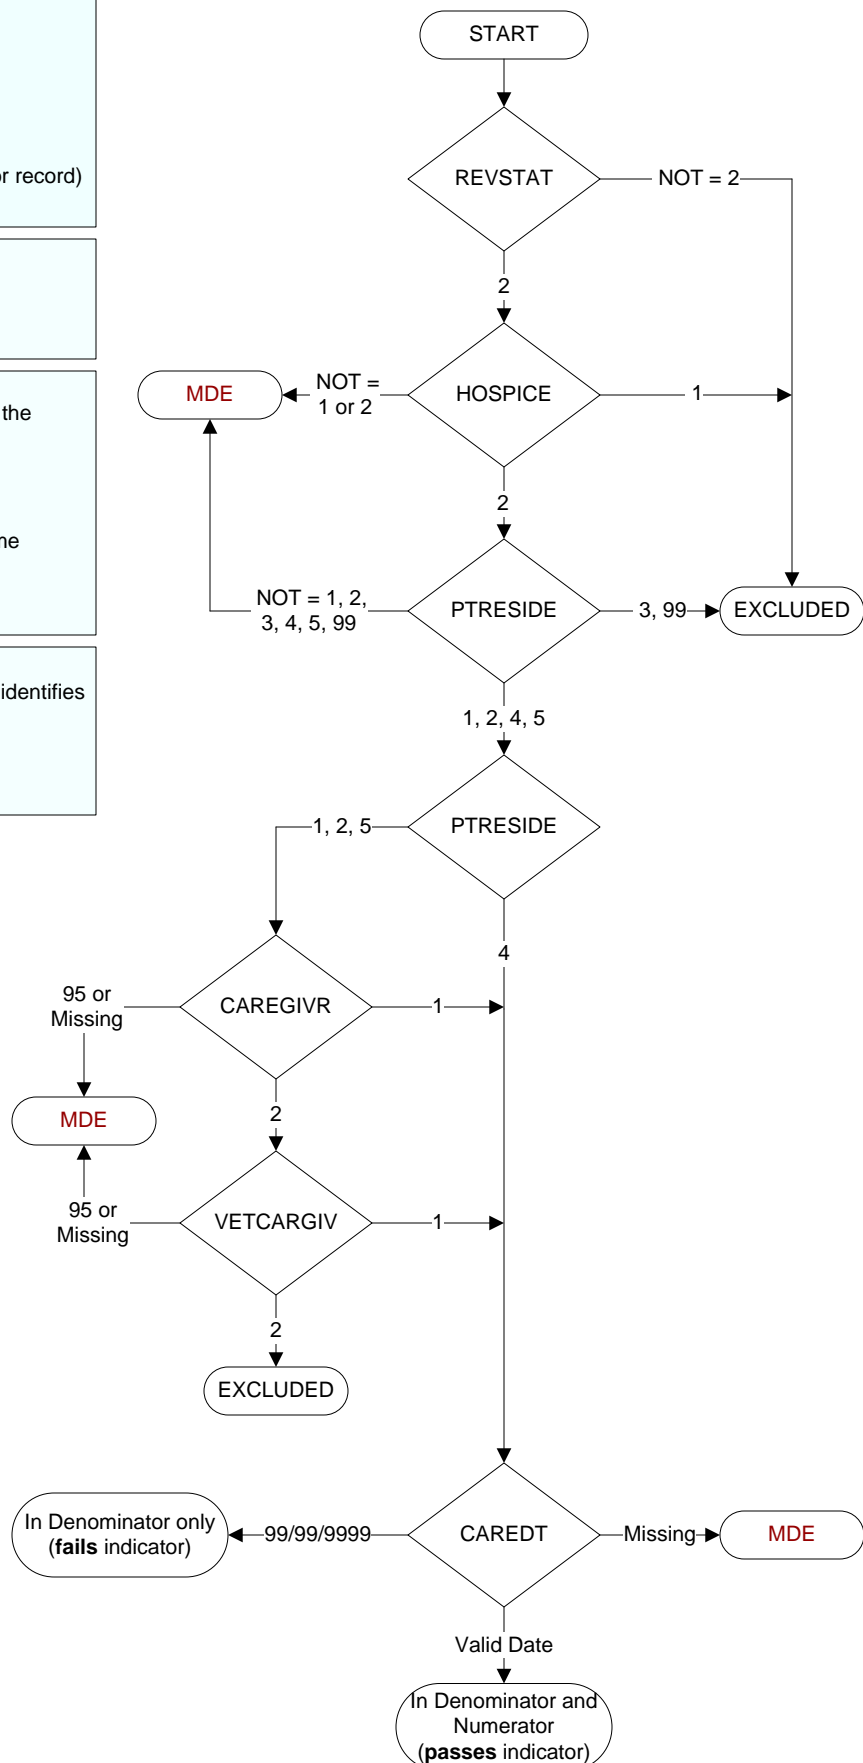 START
or record)
REVSTAT
NOT = 2
2
MDE
NOT =
1 or 2
HOSPICE
1
the
2
me
NOT = 1, 2,
3, 4, 5, 99
PTRESIDE
3, 99
EXCLUDED
identifies
1, 2, 4, 5
1, 2, 5
PTRESIDE
4
95 or
Missing
CAREGIVR
1
MDE
2
95 or
Missing
VETCARGIV
1
2
EXCLUDED
In Denominator only
(fails indicator)
99/99/9999
CAREDT
Missing
MDE
Valid Date
In Denominator and
Numerator
(passes indicator)